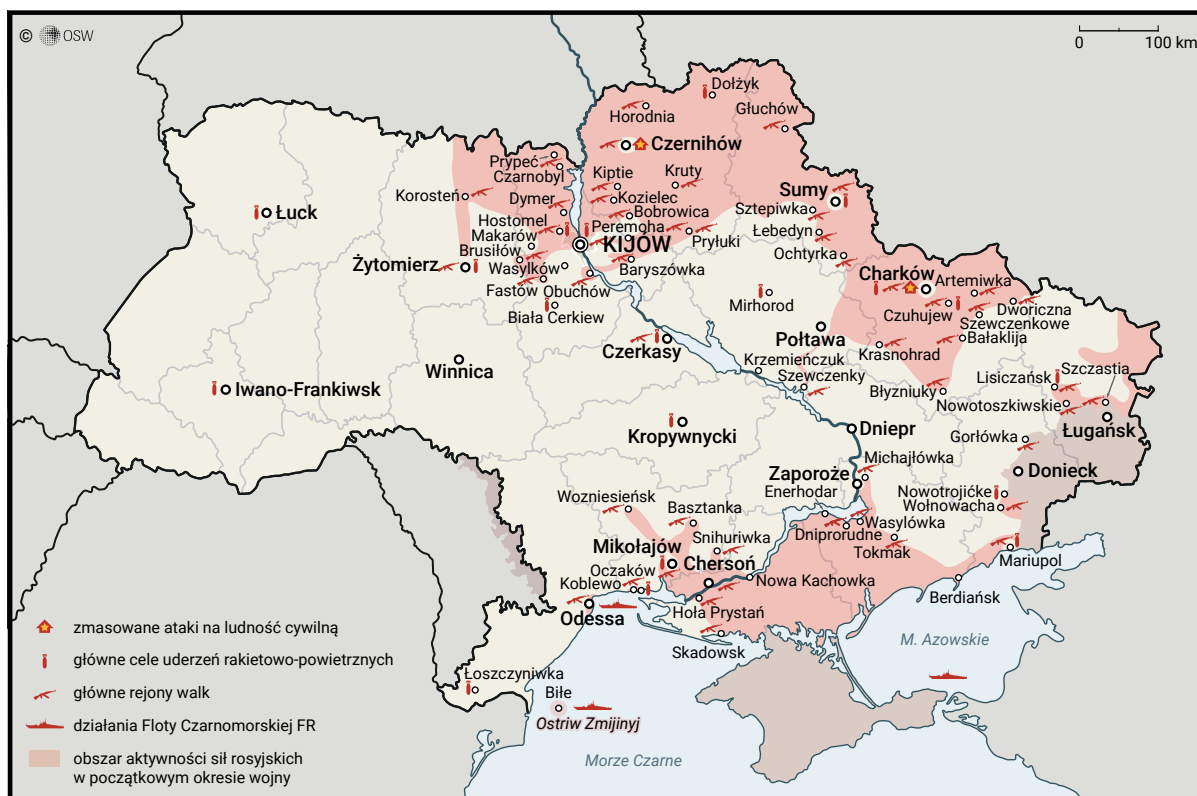 © OSW
0 100 km
Dołżyk
Horodnia
Głuchów
Czernihów
Prypeć
Czarnobyl
Kiptie
Kruty
Korosteń
Sumy
Dymer
Kozielec
Łuck
Bobrowica
Sztepiwka
Hostomel
Peremoha
Makarów
KIJÓW
Pryłuki
Łebedyn
Brusiłów
Żytomierz
Baryszówka
Ochtyrka
Wasylków
Charków
Artemiwka
Fastów
Obuchów
Mirhorod
Biała Cerkiew
Czuhujew
Dworiczna
Szewczenkowe
Połtawa
Bałaklija
Czerkasy
Krasnohrad
Winnica
Krzemieńczuk
Szewczenky
Szczastia
Lisiczańsk
Iwano-Frankiwsk
Błyzniuky
Nowotoszkiwskie
Ługańsk
Kropywnycki
Dniepr
Gorłówka
Michajłówka
Donieck
Zaporoże
Enerhodar
Nowotrojićke
Wozniesieńsk
Wołnowacha
Basztanka
Wasylówka
Dniprorudne
Snihuriwka
Tokmak
Mikołajów
Chersoń
Mariupol
Oczaków
Nowa Kachowka
Koblewo
Berdiańsk
Hoła Prystań
Odessa
Skadowsk
M. Azowskie
Łoszczyniwka
Biłe
Ostriw Zmijinyj
Morze Czarne
zmasowane ataki na ludność cywilną
główne cele uderzeń rakietowo-powietrznych
główne rejony walk
działania Floty Czarnomorskiej FR
obszar aktywności sił rosyjskich
w początkowym okresie wojny